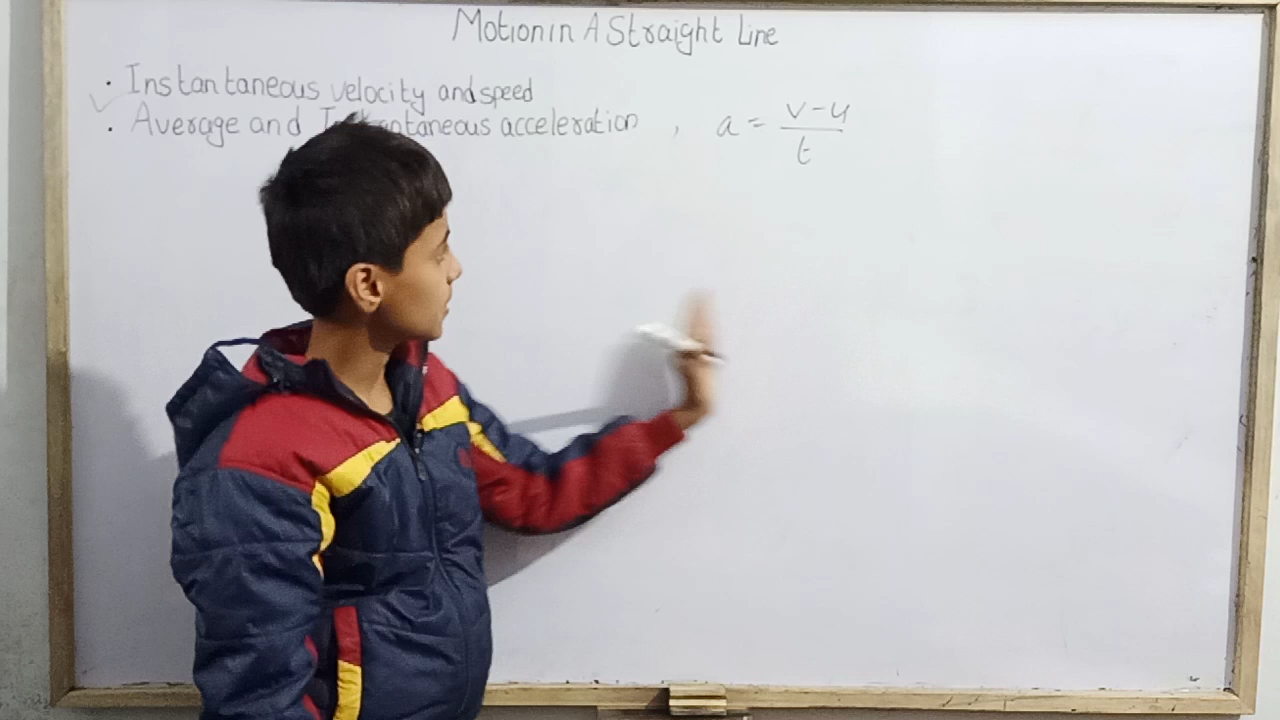 Motion in A Straight Line
· Instantaneous velocity and speed
· Average and Instantaneous acceleration , a = v-u/t